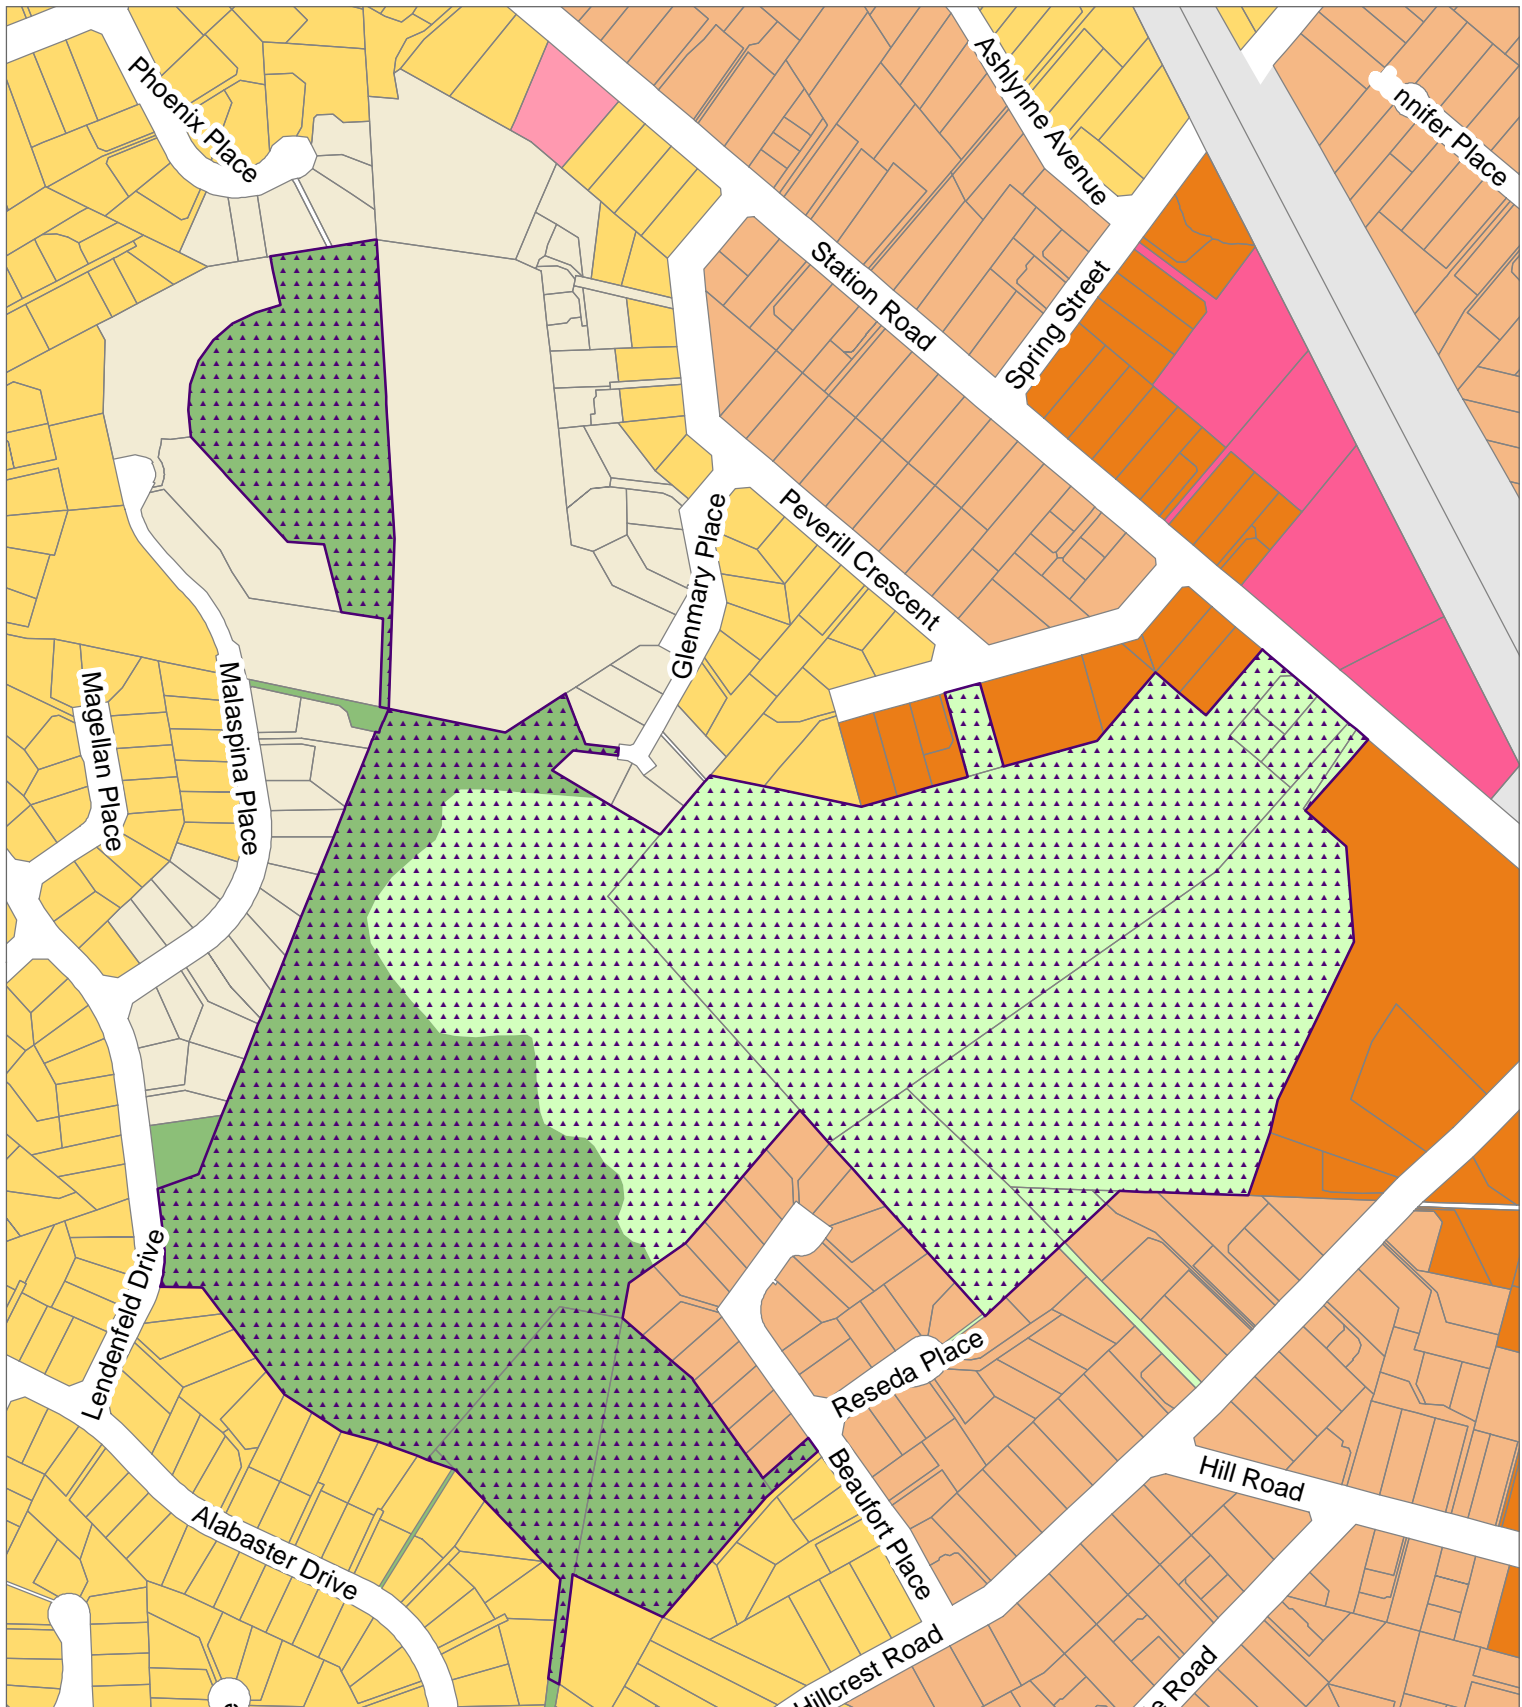 Phoenix Place
Ashlynne Avenue
nnifer Place
Station Road
Spring Street
Peverill Crescent
Glenmary Place
Magellan Place
Malaspina Place
Lendenfeld Drive
Reseda Place
Beaufort Place
Hill Road
Alabaster Drive
Hillcrest Road
e Road